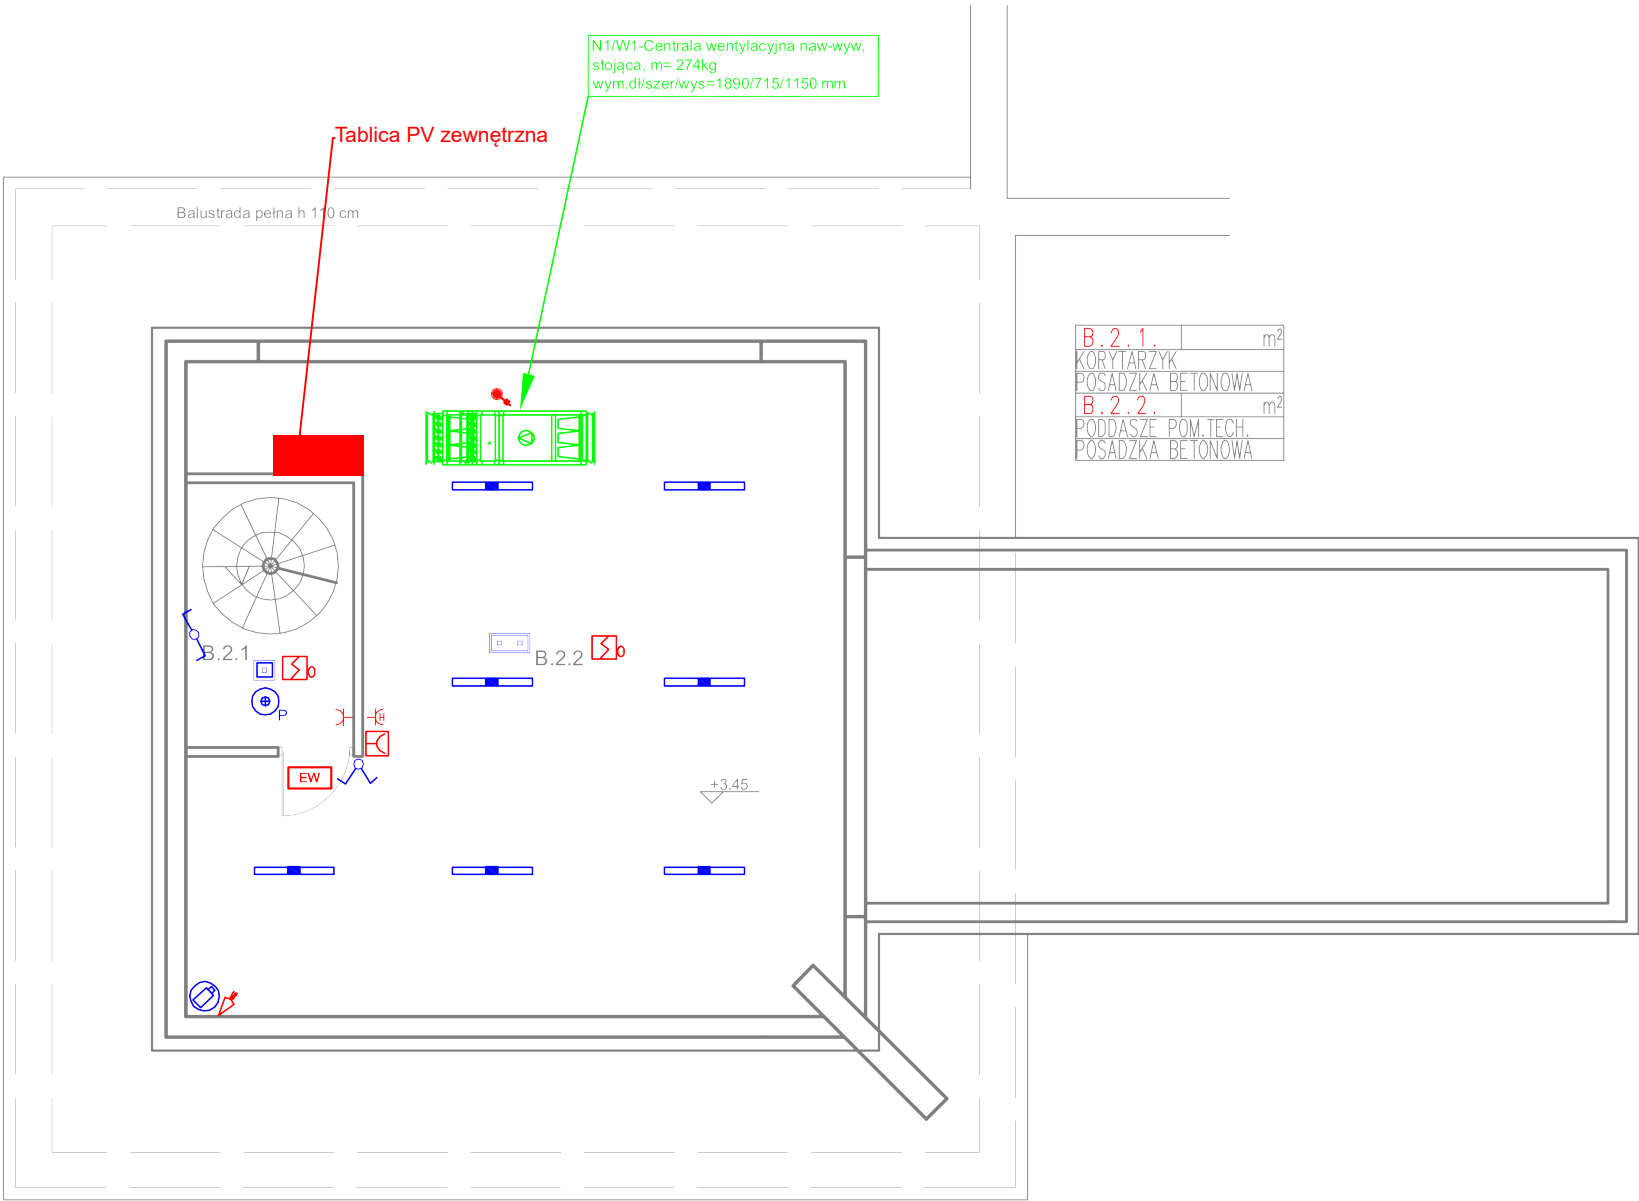 N1/W1-Centrala wentylacyjna naw-wyw,
stojąca, m= 274kg
wym.dł/szer/wys=1890/715/1150 mm
Tablica PV zewnętrzna
Balustrada pełna h 110 cm
B.2.1. m²
KORYTARZYK
POSADZKA BETONOWA
B.2.2. m²
PODDASZE POM.TECH.
POSADZKA BETONOWA
B.2.1
B.2.2
P
H
EW
+3.45